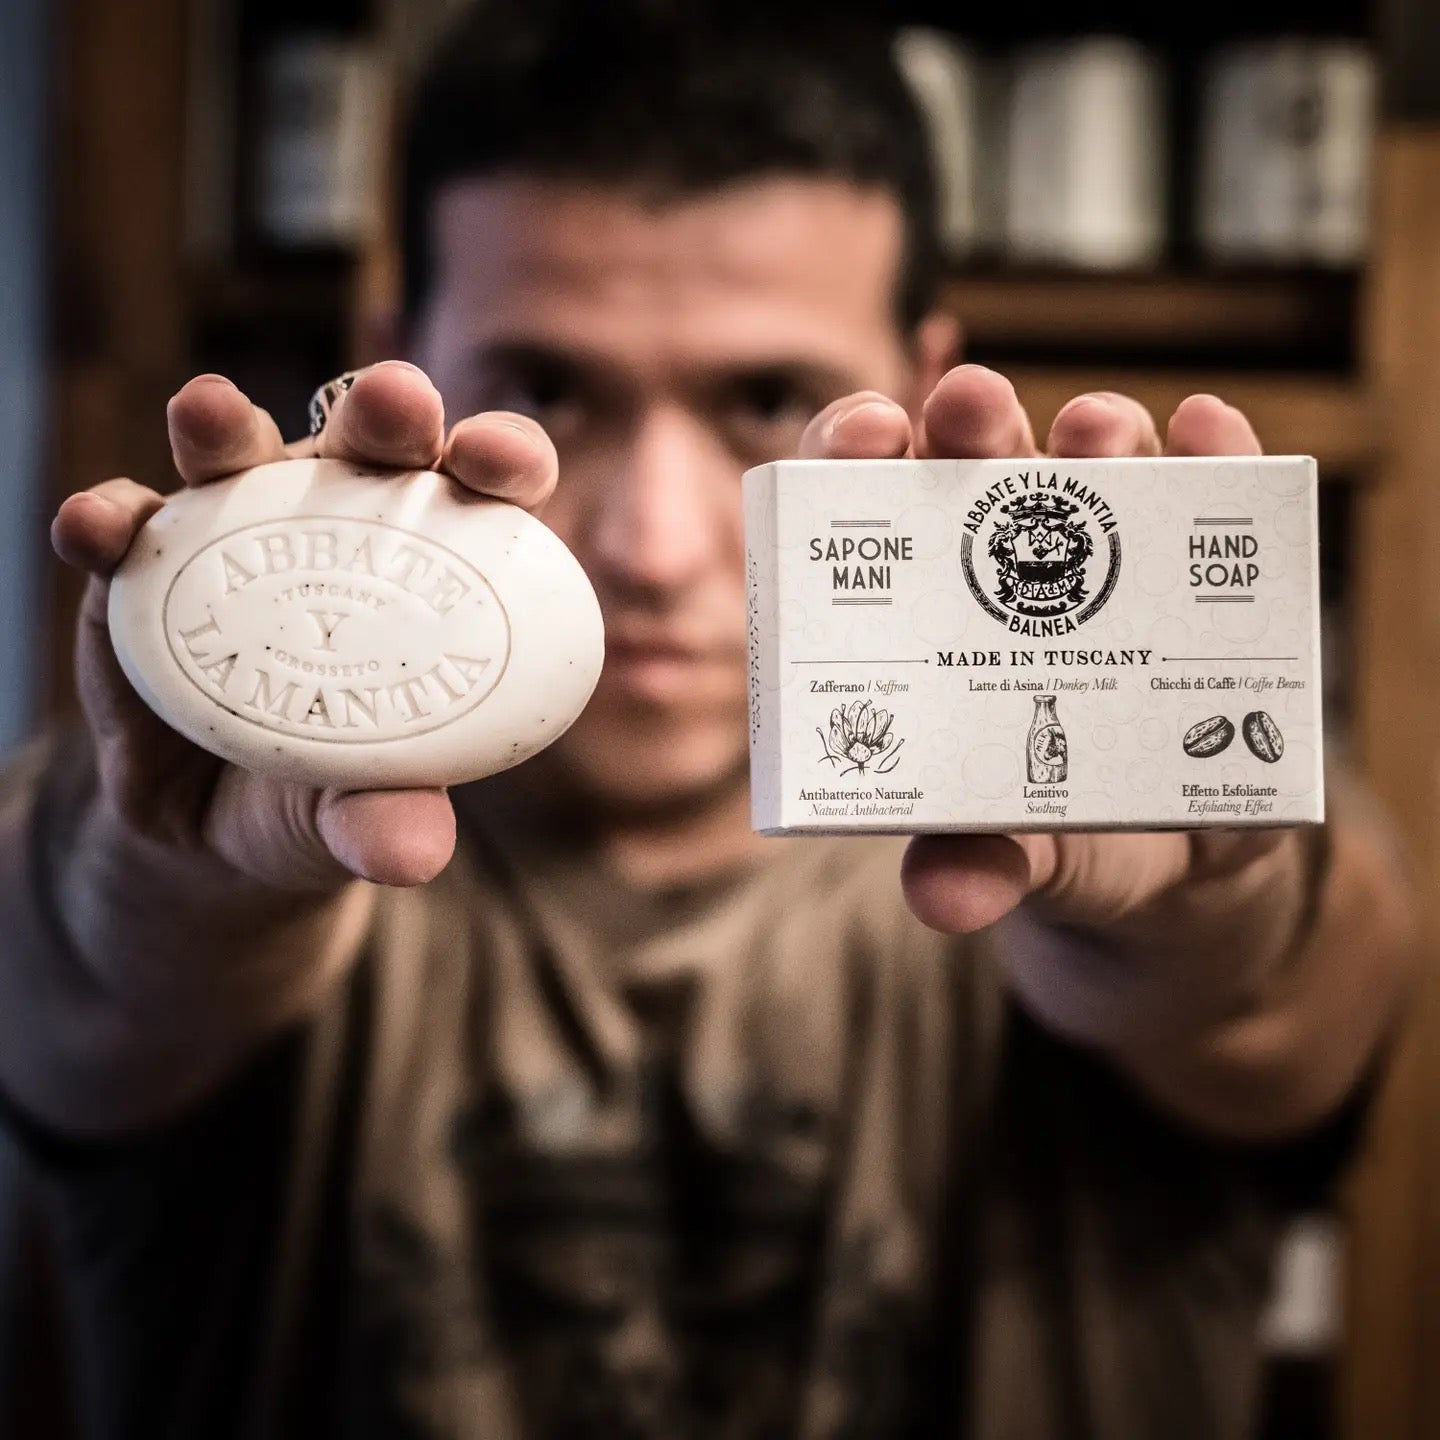 ABBATE
TUSCANY
Y
GROSSETO
LA MANTIA
ABBATE Y LA MANTIA
BALNEA
SAPONE
MANI
HAND
SOAP
MADE IN TUSCANY
Zafferano / Saffron
Latte di Asina / Donkey Milk
Chicchi di Caffè / Coffee Beans
MILK
Antibatterico Naturale
Natural Antibacterial
Lenitivo
Soothing
Effetto Esfoliante
Exfoliating Effect